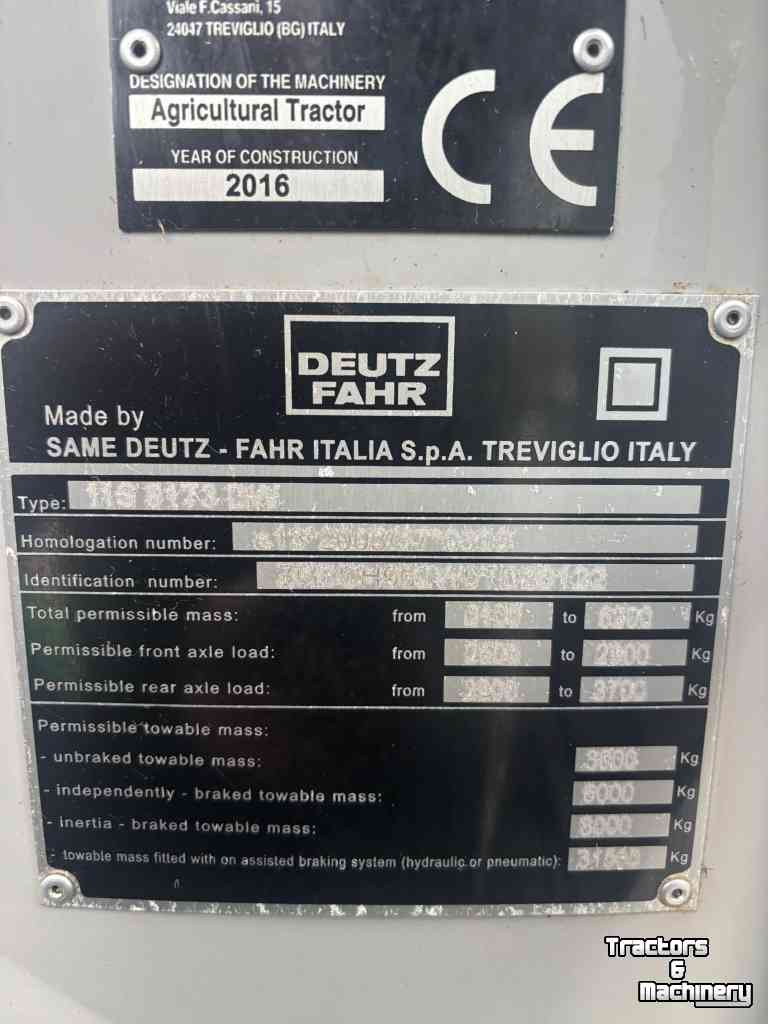 Viale F.Cassani, 15
24047 TREVIGLIO (BG) ITALY
DESIGNATION OF THE MACHINERY
Agricultural Tractor
YEAR OF CONSTRUCTION
2016
CE
DEUTZ
FAHR
Made by
SAME DEUTZ - FAHR ITALIA S.p.A. TREVIGLIO ITALY
Type:
Homologation number:
Identification number:
Total permissible mass: from to Kg
Permissible front axle load: from to Kg
Permissible rear axle load: from to 3700 Kg
Permissible towable mass:
- unbraked towable mass: Kg
- independently - braked towable mass: 6000 Kg
- inertia - braked towable mass: Kg
- towable mass fitted with on assisted braking system (hydraulic or pneumatic): Kg
Tractors
&
Machinery